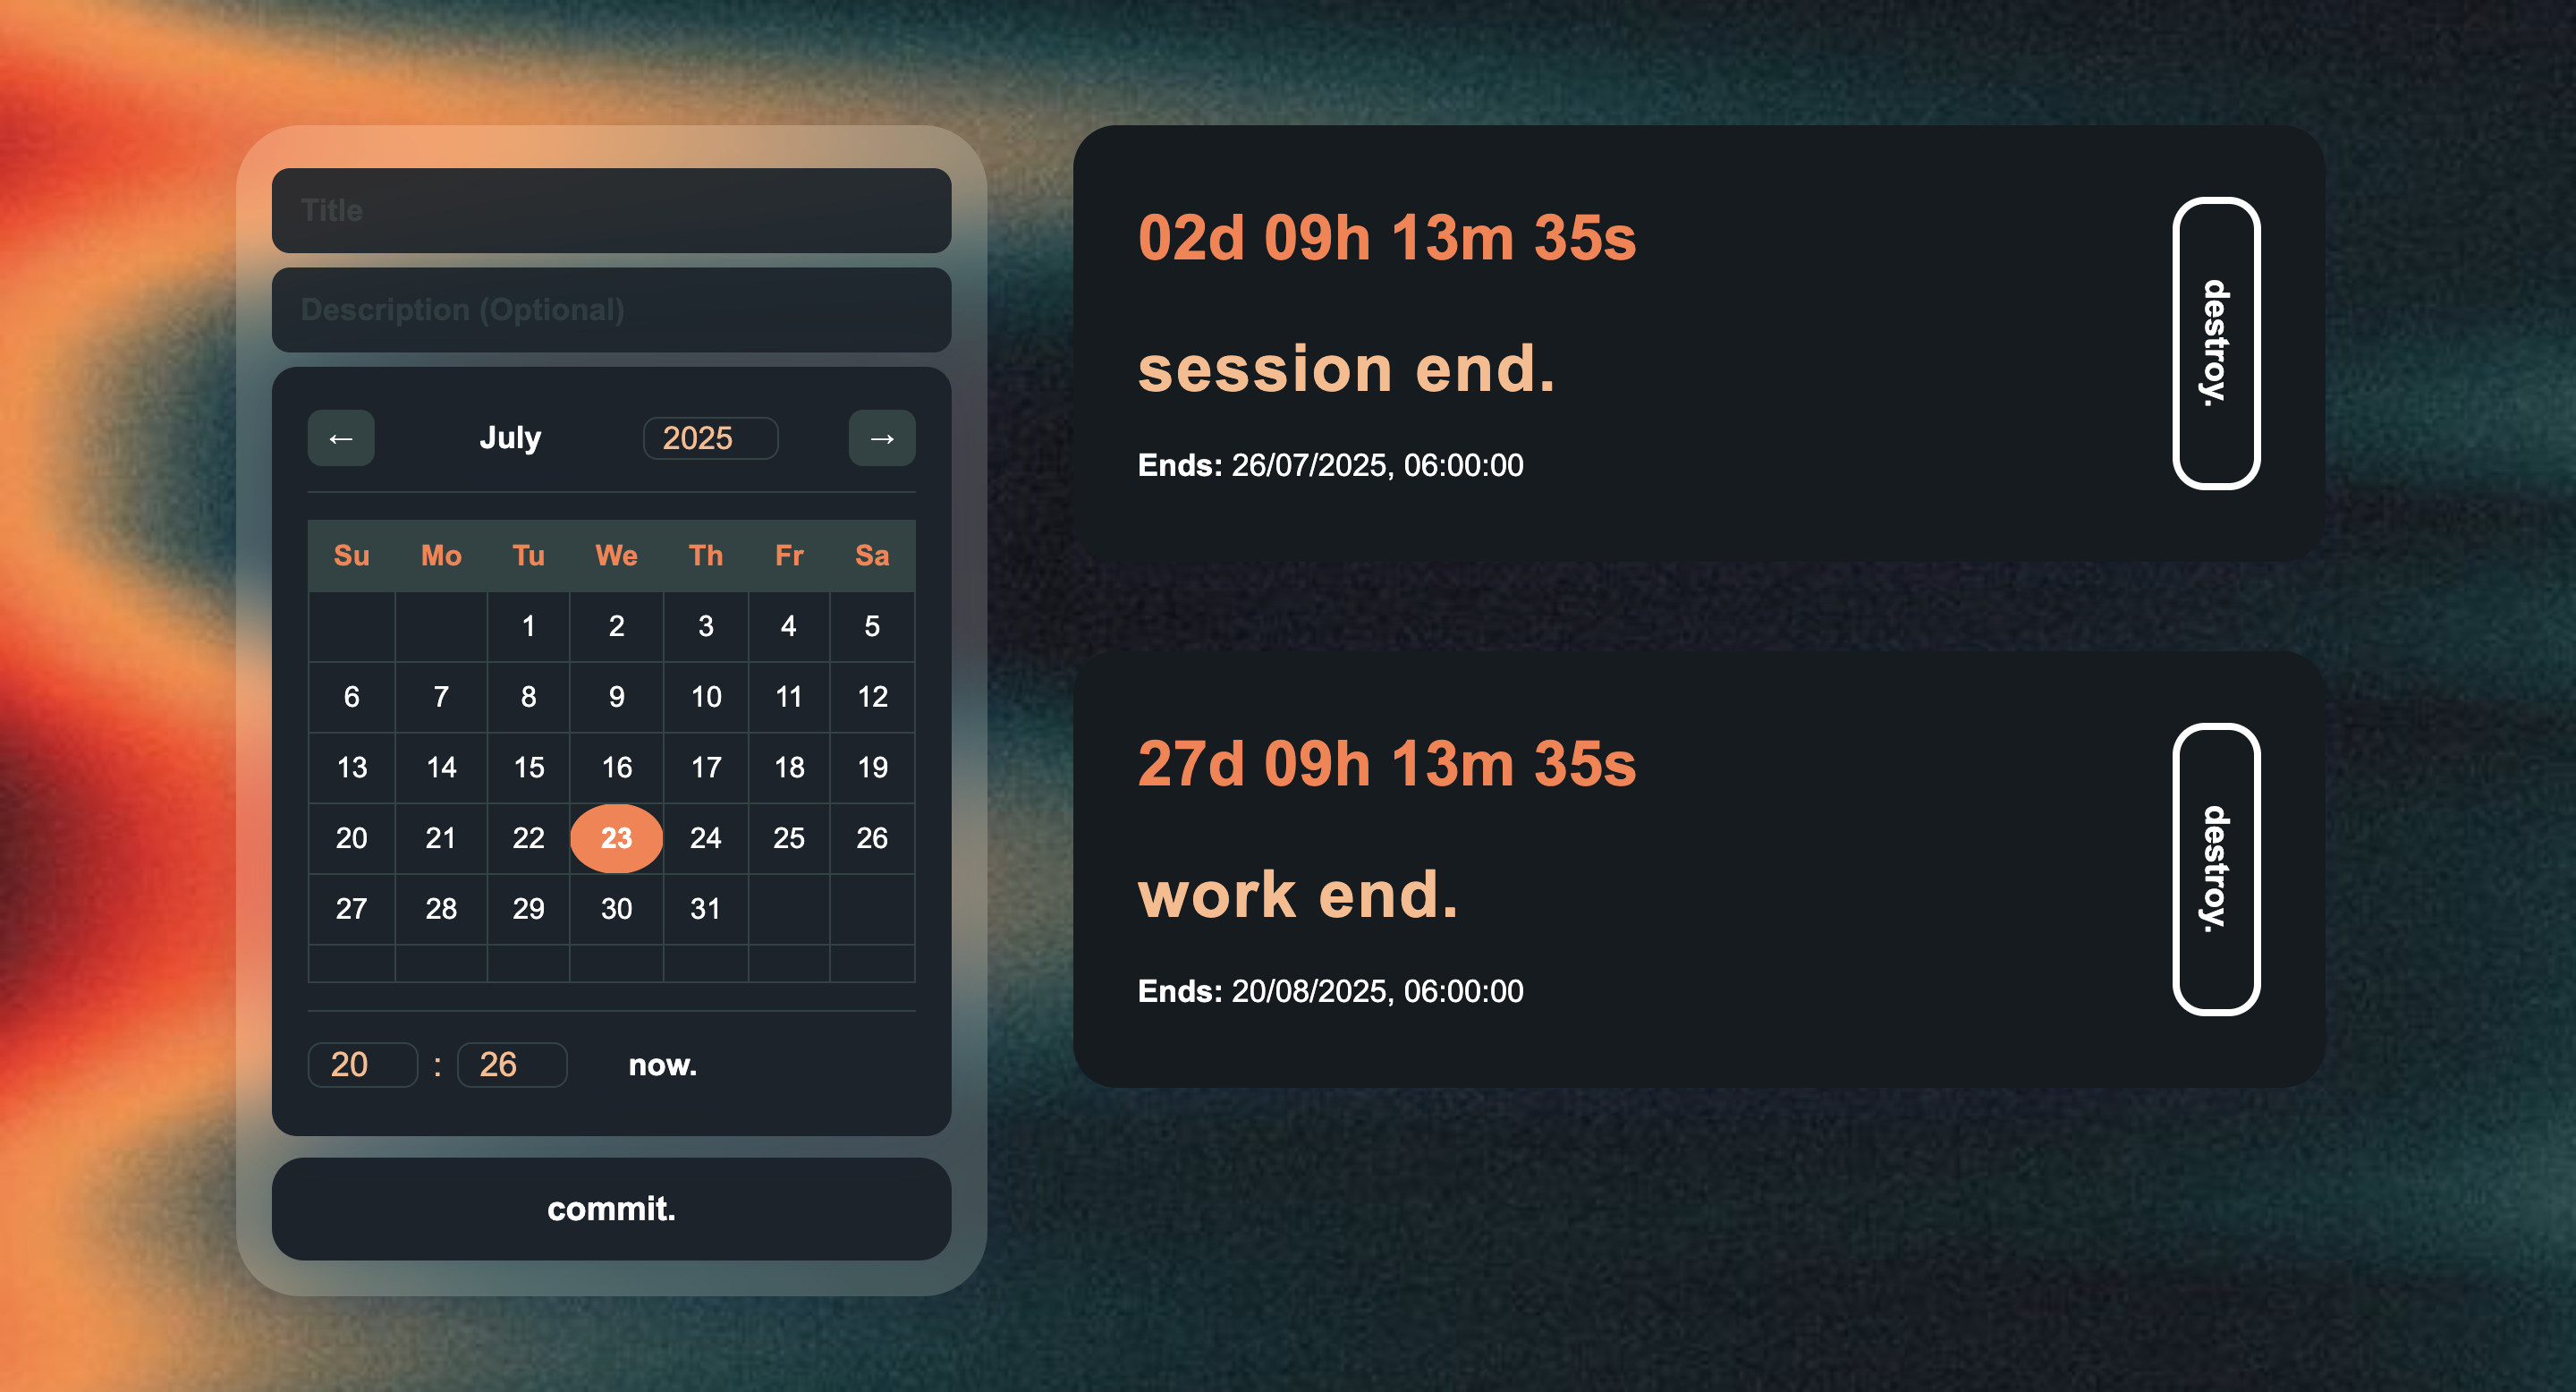 Title
Description (Optional)
← July 2025 →
Su Mo Tu We Th Fr Sa
1 2 3 4 5
6 7 8 9 10 11 12
13 14 15 16 17 18 19
20 21 22 23 24 25 26
27 28 29 30 31
20 : 26 now.
commit.
02d 09h 13m 35s
session end.
Ends: 26/07/2025, 06:00:00
destroy.
27d 09h 13m 35s
work end.
Ends: 20/08/2025, 06:00:00
destroy.